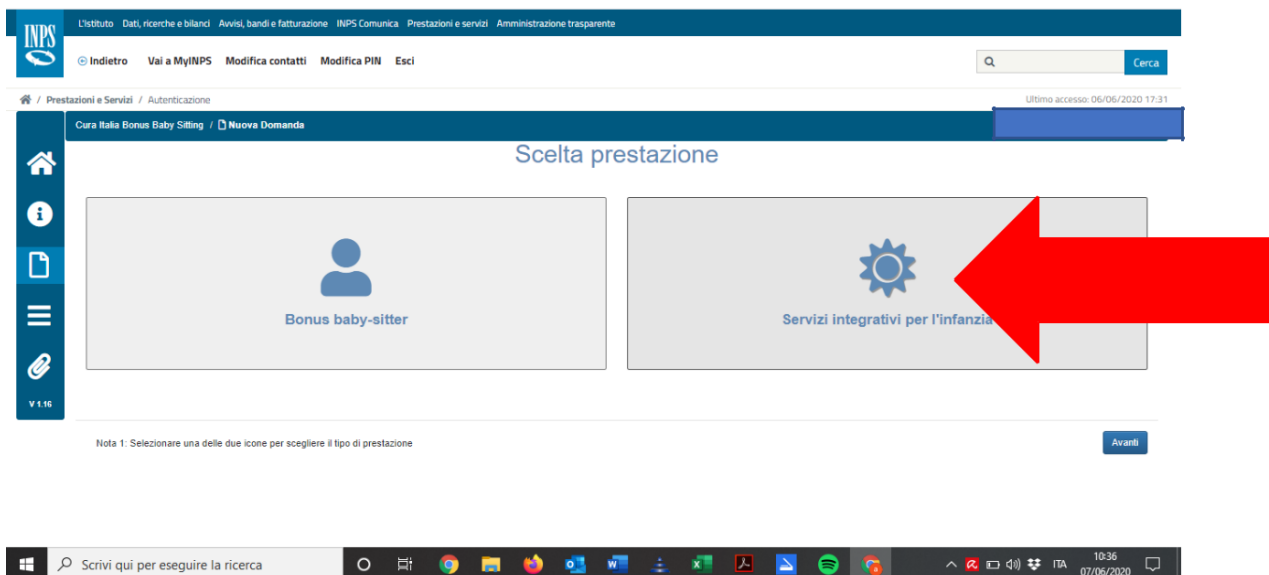 INPS
L'Istituto Dati, ricerche e bilanci Avvisi, bandi e fatturazione INPS Comunica Prestazioni e servizi Amministrazione trasparente
Indietro Vai a MyINPS Modifica contatti Modifica PIN Esci
Cerca
/ Prestazioni e Servizi / Autenticazione
Ultimo accesso: 06/06/2020 17:31
Cura Italia Bonus Baby Sitting / Nuova Domanda
Scelta prestazione
Bonus baby-sitter
Servizi integrativi per l'infanzia
V 1.16
Nota 1: Selezionare una delle due icone per scegliere il tipo di prestazione
Avanti
Scrivi qui per eseguire la ricerca
ITA
10:36
07/06/2020